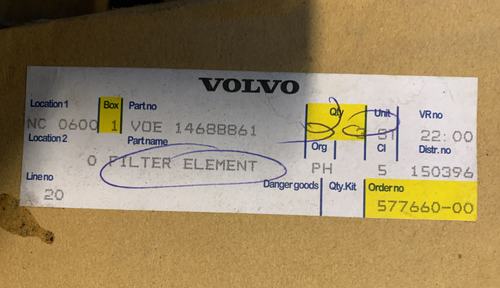 VOLVO
Location 1 Box Part no Qty Unit VR no
NC 0600 1 VOE 14688861 ST 22:00
Location 2 Part name Org CI Distr. no
0 FILTER ELEMENT PH 5 150396
Line no Danger goods Qty.Kit Order no
20 577660-00